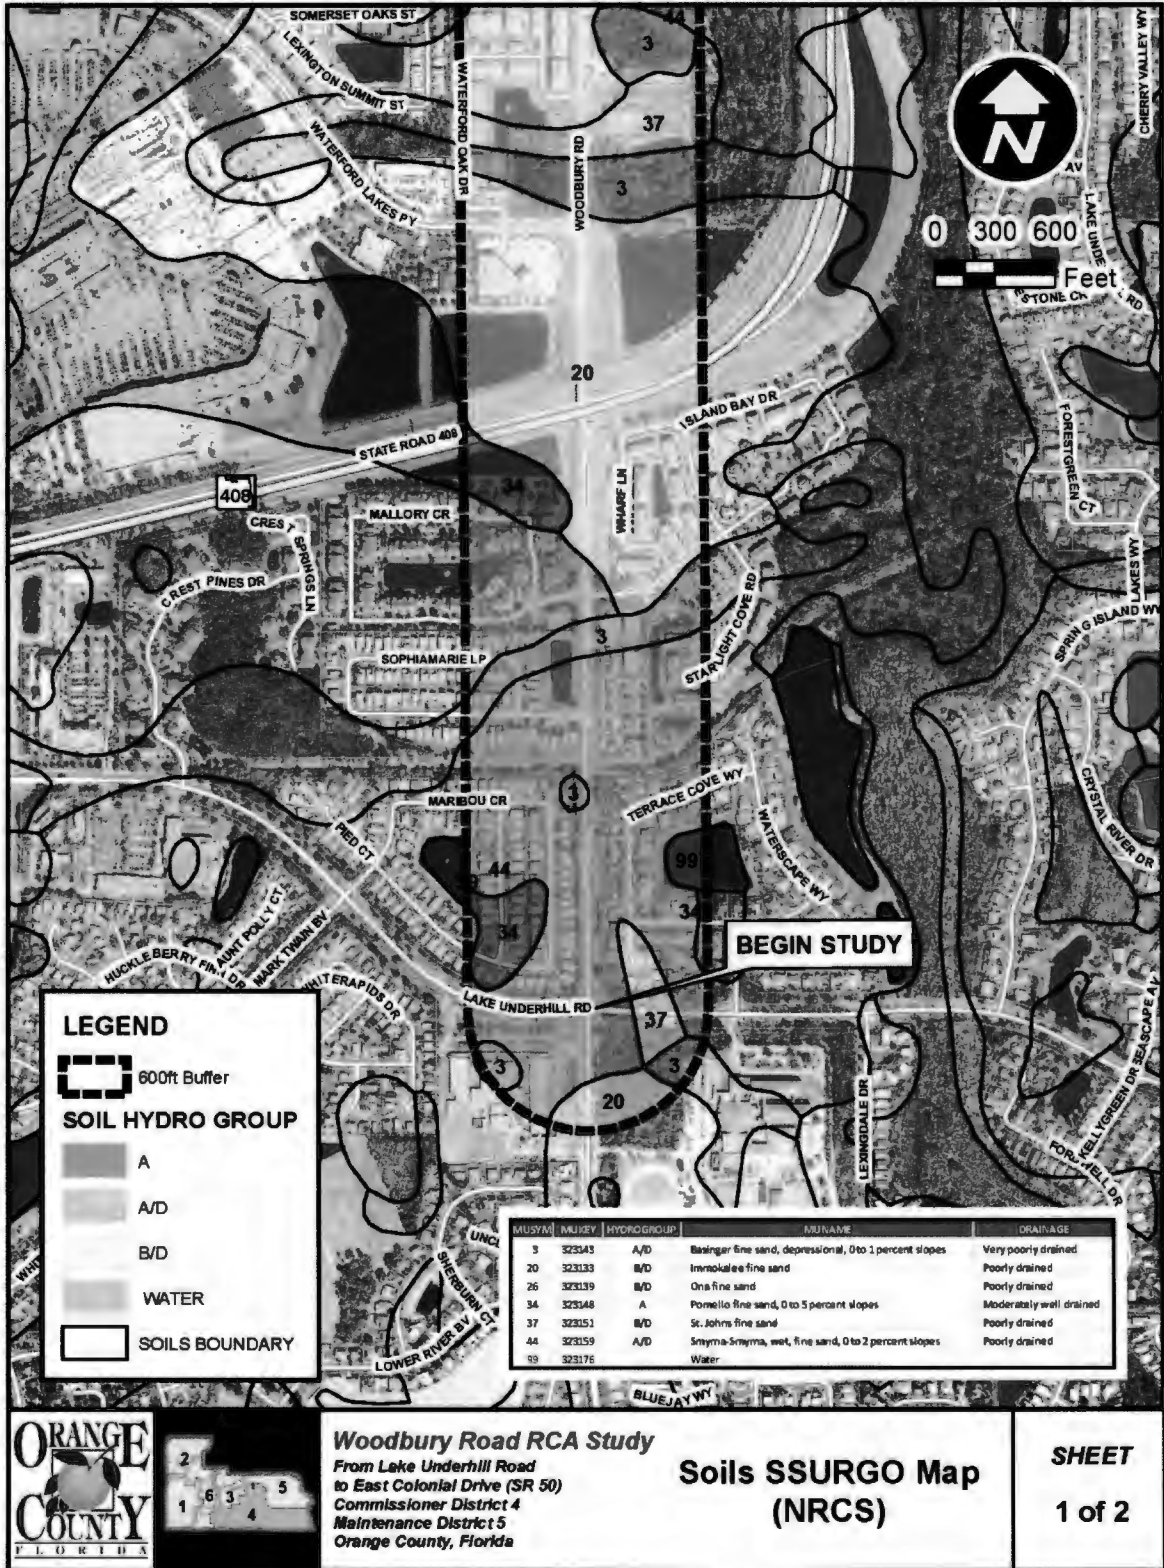 SOMERSET OAKS ST
LEXINGTON SUMMIT ST
WATERFORD LAKES PY
WATERFORD OAK DR
WOODBURY RD
44
3
37
3
N
CHERRY VALLEY WY
AV
0 300 600
Feet
20
STATE ROAD 408
408
ISLAND BAY DR
WHARF LN
34
MALLORY CR
CREST SPRINGS LN
CREST PINES DR
FORESTGREEN CT
LAKES WY
SPRING ISLAND WY
3
SOPHIAMARIE LP
STARLIGHT COVE RD
3
MARIBOU CR
TERRACE COVE WY
WATERSCAPE WY
CRYSTAL RIVER DR
PIED CT
44
99
34
34
AUNT POLLY CT
MARK TWAIN BV
HUCKLEBERRY FINN DR
WHITERAPIDS DR
BEGIN STUDY
LAKE UNDERHILL RD
37
3
3
20
LEXINGDALE DR
KELLYGREEN DR
SEASCAPE AV
SHERBURN CT
LOWER RIVER BV
BLUEJAY WY
LEGEND
600ft Buffer
SOIL HYDRO GROUP
A
A/D
B/D
WATER
SOILS BOUNDARY
MUSYM MUKEY HYDROGROUP MUNAME DRAINAGE
3 323143 A/D Basinger fine sand, depressional, 0 to 1 percent slopes Very poorly drained
20 323133 B/D Immokalee fine sand Poorly drained
26 323139 B/D Ona fine sand Poorly drained
34 323148 A Pomello fine sand, 0 to 5 percent slopes Moderately well drained
37 323151 B/D St. Johns fine sand Poorly drained
44 323159 A/D Smyrna-Smyrna, wet, fine sand, 0 to 2 percent slopes Poorly drained
99 323176 Water
ORANGE
COUNTY
FLORIDA
2
1
6
3
5
4
Woodbury Road RCA Study
From Lake Underhill Road
to East Colonial Drive (SR 50)
Commissioner District 4
Maintenance District 5
Orange County, Florida
Soils SSURGO Map
(NRCS)
SHEET
1 of 2